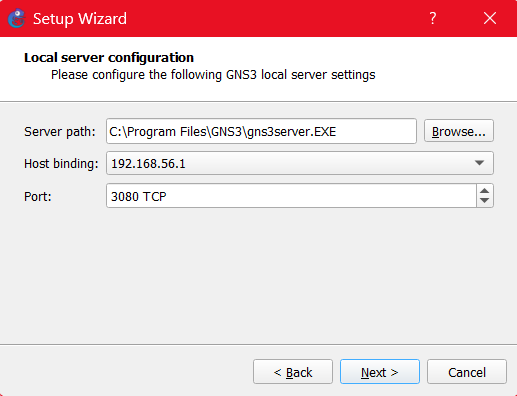 Setup Wizard ?
Local server configuration
Please configure the following GNS3 local server settings
Server path: C:\Program Files\GNS3\gns3server.EXE Browse...
Host binding: 192.168.56.1
Port: 3080 TCP
< Back Next > Cancel